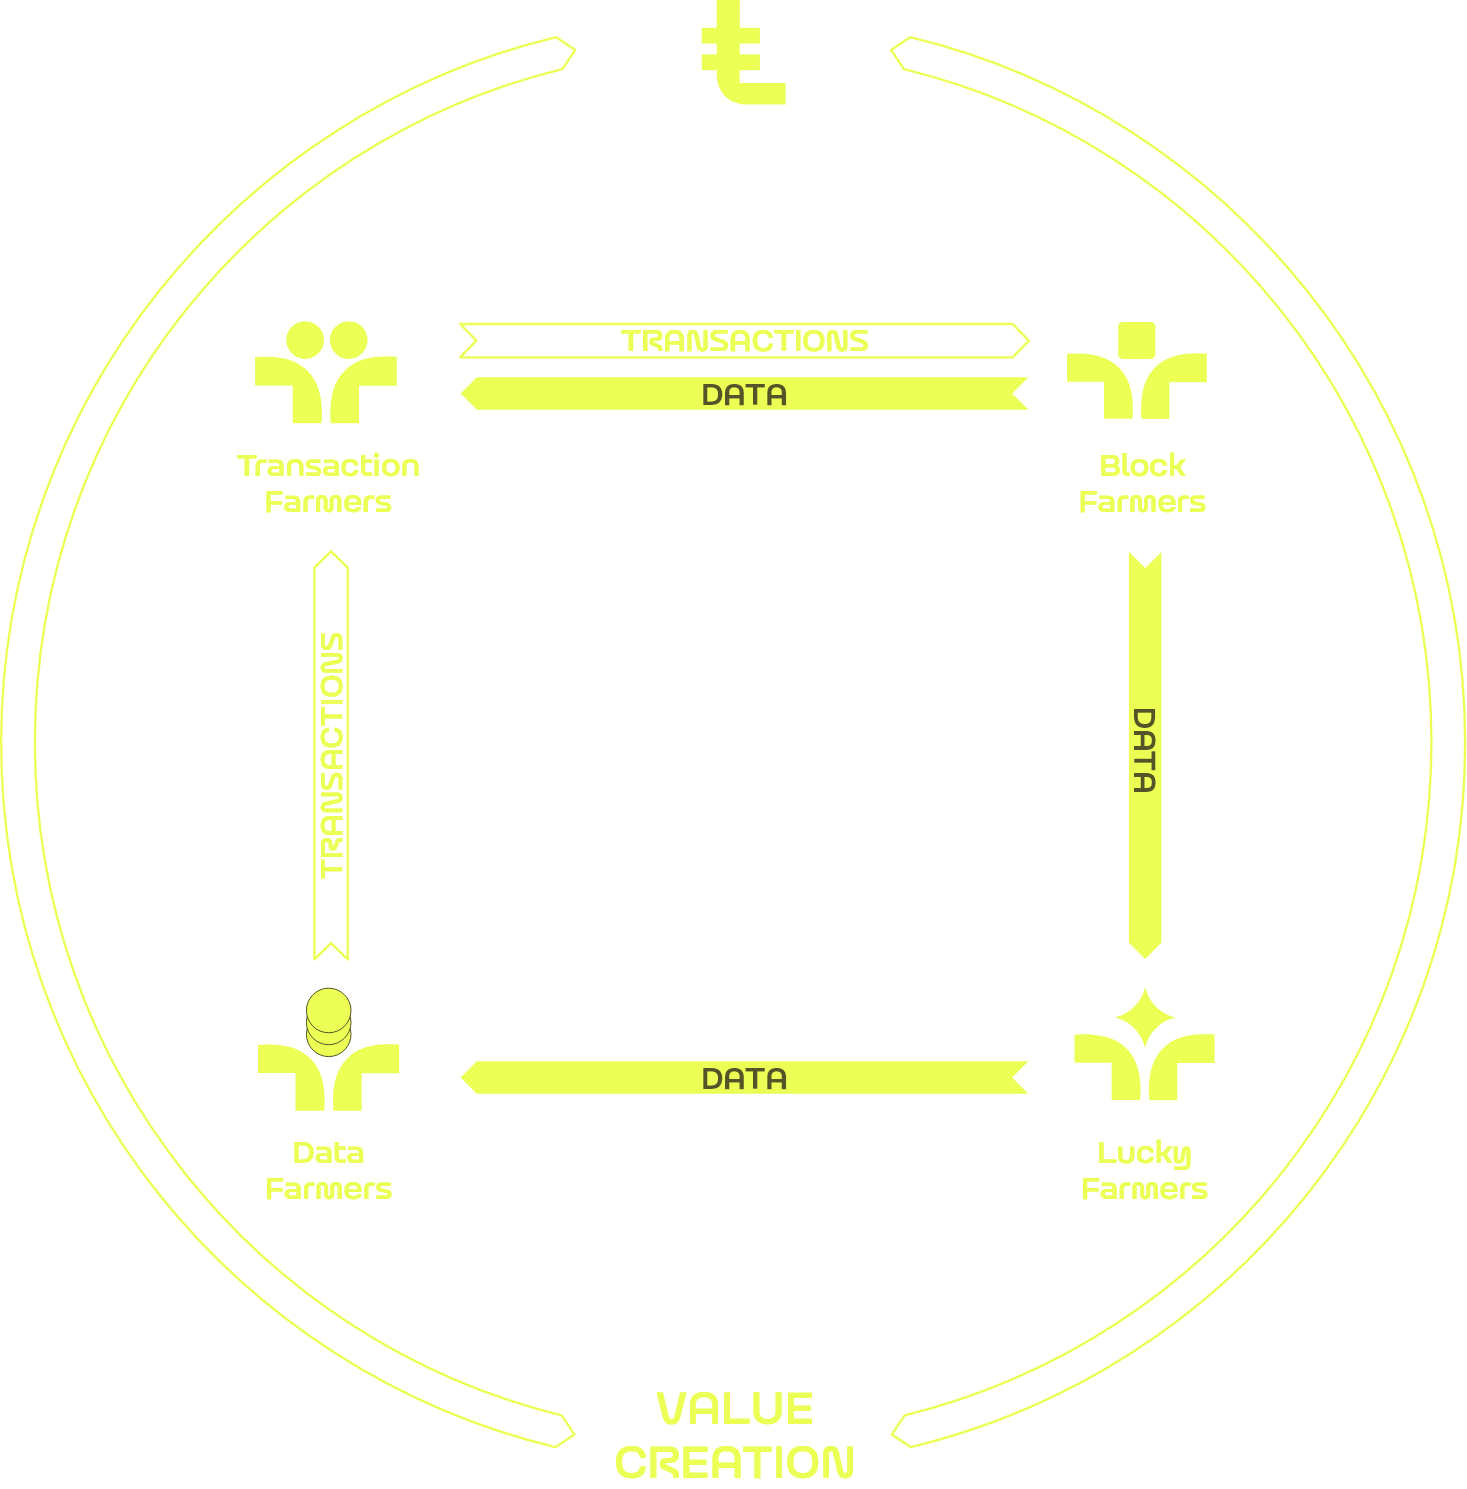 TRANSACTIONS
DATA
Transaction
Farmers
Block
Farmers
TRANSACTIONS
DATA
DATA
Data
Farmers
Lucky
Farmers
VALUE
CREATION